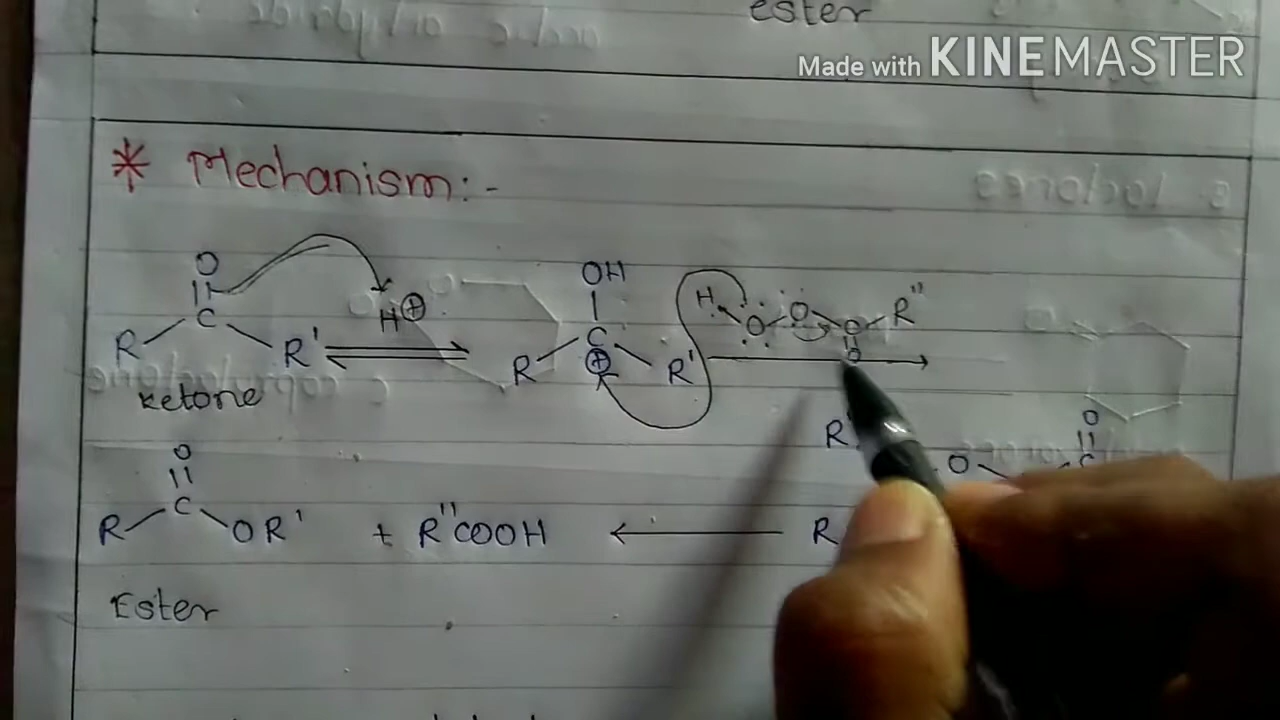 ester
Made with KINEMASTER
* Mechanism:-
O
||
C
R R'
ketone
H⊕
OH
|
C
⊕
R R'
H O O R"
O
R
O
O C
O
||
C
R OR' + R"COOH ← R
Ester